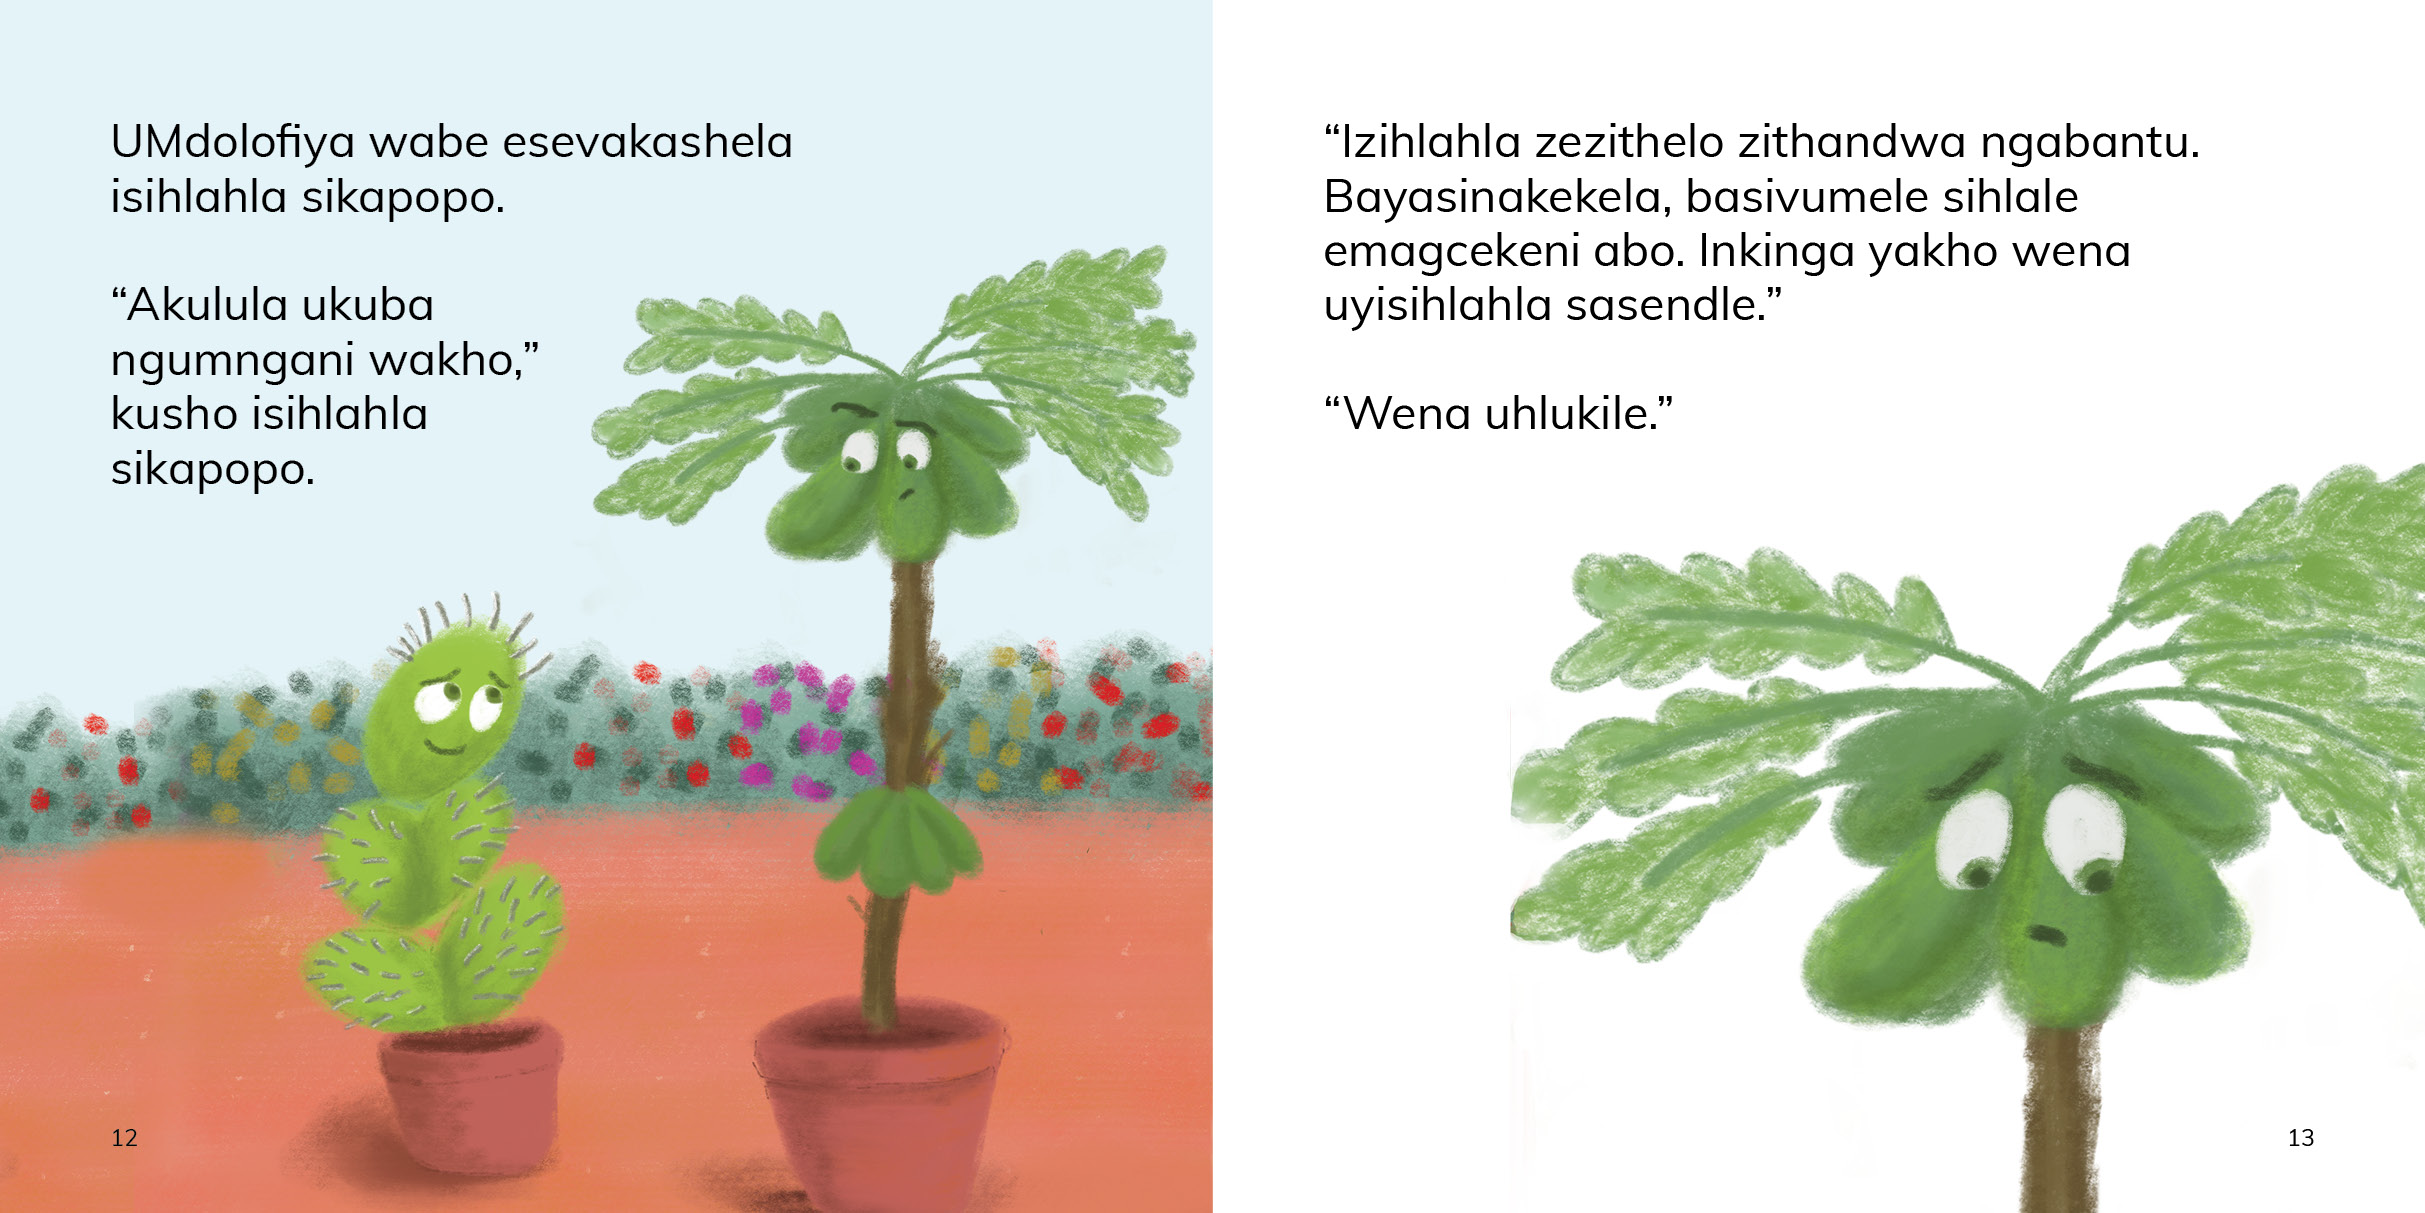 UMdolofiya wabe esevakashela
isihlahla sikapopo.
“Akulula ukuba
ngumngani wakho,”
kusho isihlahla
sikapopo.
12
“Izihlahla zezithelo zithandwa ngabantu.
Bayasinakekela, basivumele sihlale
emagcekeni abo. Inkinga yakho wena
uyisihlahla sasendle.”
“Wena uhlukile.”
13